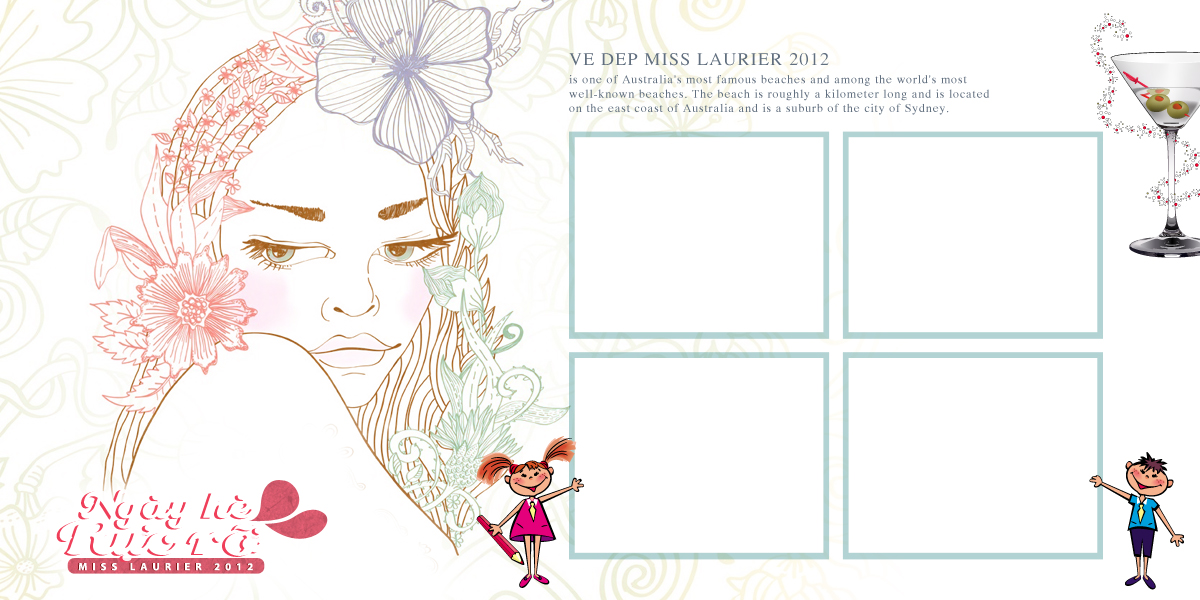 VE DEP MISS LAURIER 2012
is one of Australia's most famous beaches and among the world's most
well-known beaches. The beach is roughly a kilometer long and is located
on the east coast of Australia and is a suburb of the city of Sydney.
Ngày hè
Rực rỡ
MISS LAURIER 2012